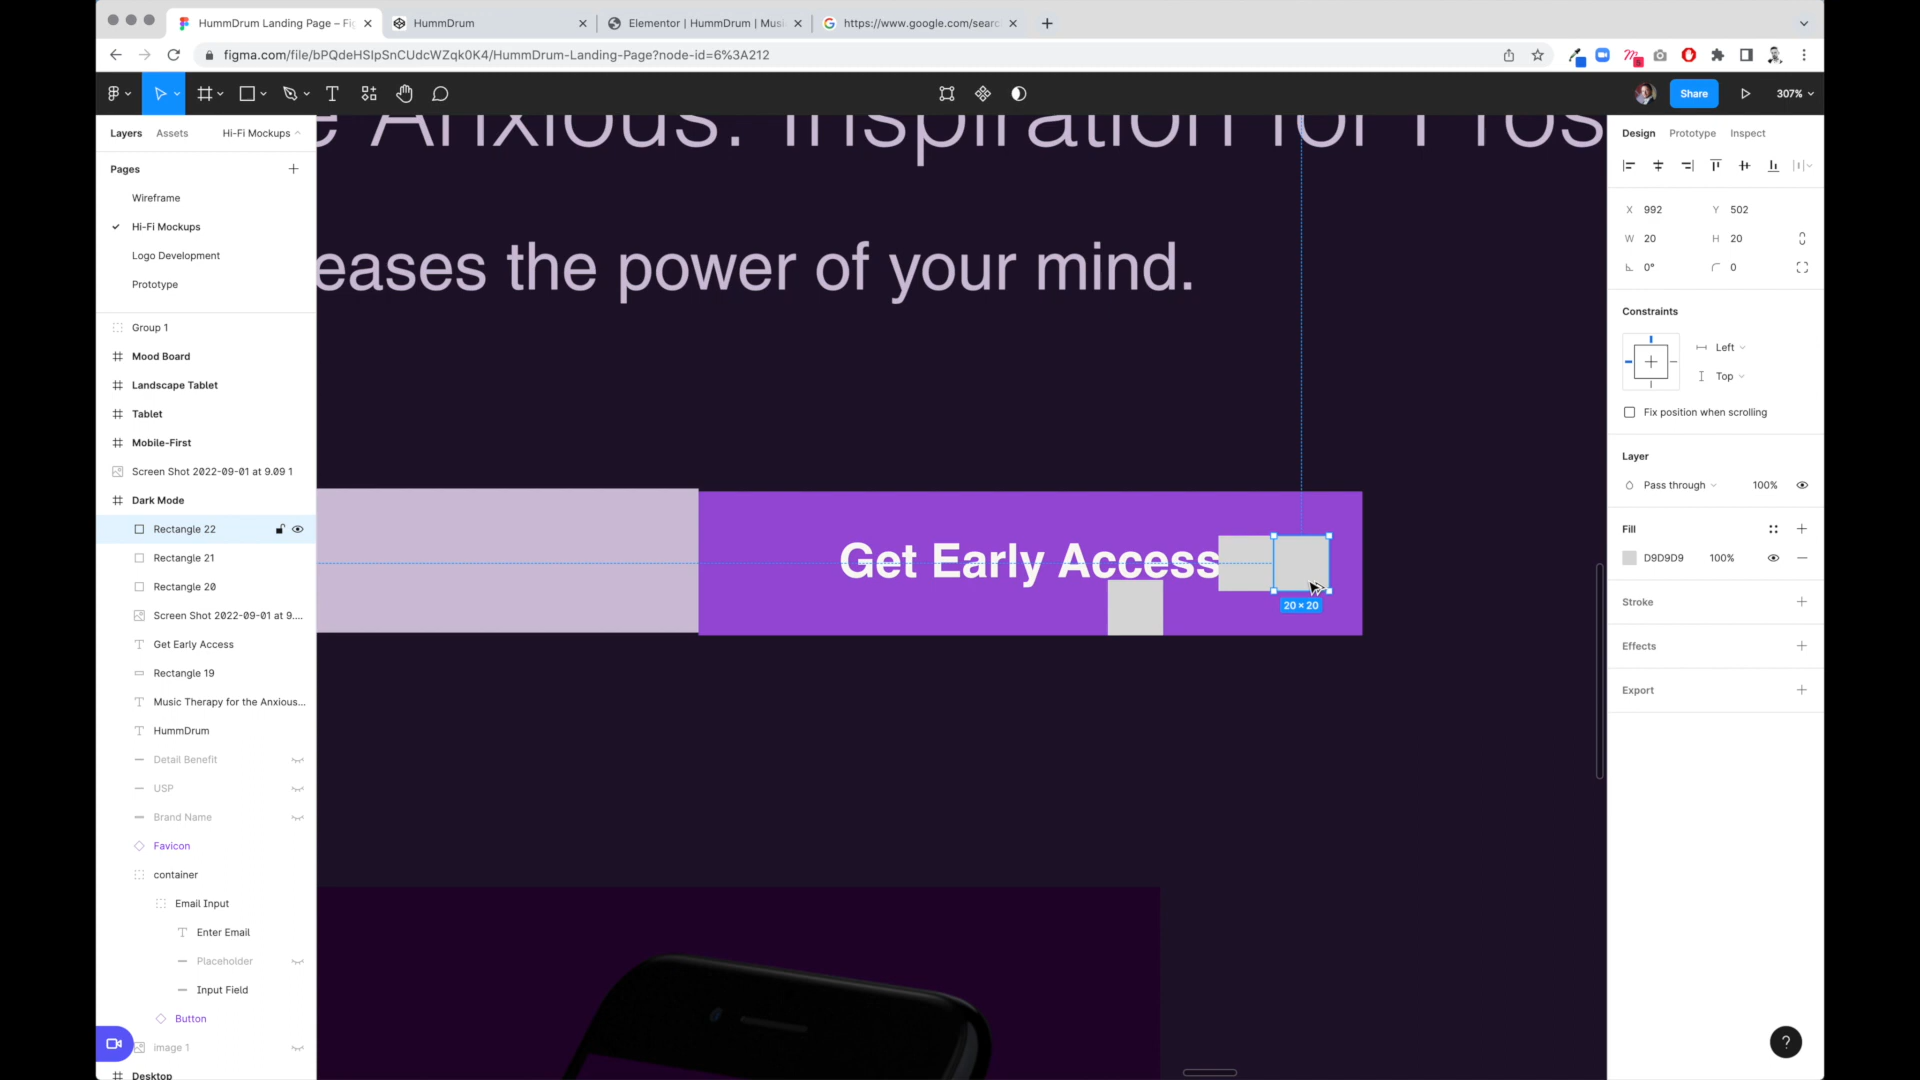 HummDrum Landing Page – Fig
HummDrum
Elementor | HummDrum | Musi
https://www.google.com/searc
figma.com/file/bPQdeHSIpSnCUdcWZqk0K4/HummDrum-Landing-Page?node-id=6%3A212
Share
307%
Layers
Assets
Hi-Fi Mockups
Pages
Wireframe
Hi-Fi Mockups
Logo Development
Prototype
Group 1
Mood Board
Landscape Tablet
Tablet
Mobile-First
Screen Shot 2022-09-01 at 9.09 1
Dark Mode
Rectangle 22
Rectangle 21
Rectangle 20
Screen Shot 2022-09-01 at 9....
Get Early Access
Rectangle 19
Music Therapy for the Anxious...
HummDrum
Detail Benefit
USP
Brand Name
Favicon
container
Email Input
Enter Email
Placeholder
Input Field
Button
image 1
Desktop
e Anxious. Inspiration for Pros
eases the power of your mind.
Get Early Access
20 × 20
Design
Prototype
Inspect
X 992
Y 502
W 20
H 20
0°
0
Constraints
Left
Top
Fix position when scrolling
Layer
Pass through
100%
Fill
D9D9D9
100%
Stroke
Effects
Export
?